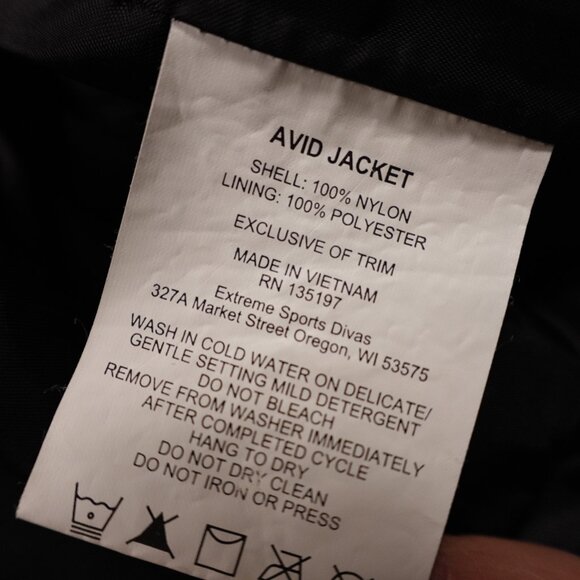 AVID JACKET
SHELL: 100% NYLON
LINING: 100% POLYESTER
EXCLUSIVE OF TRIM
MADE IN VIETNAM
RN 135197
Extreme Sports Divas
327A Market Street Oregon, WI 53575
WASH IN COLD WATER ON DELICATE/
GENTLE SETTING MILD DETERGENT
DO NOT BLEACH
REMOVE FROM WASHER IMMEDIATELY
AFTER COMPLETED CYCLE
HANG TO DRY
DO NOT DRY CLEAN
DO NOT IRON OR PRESS